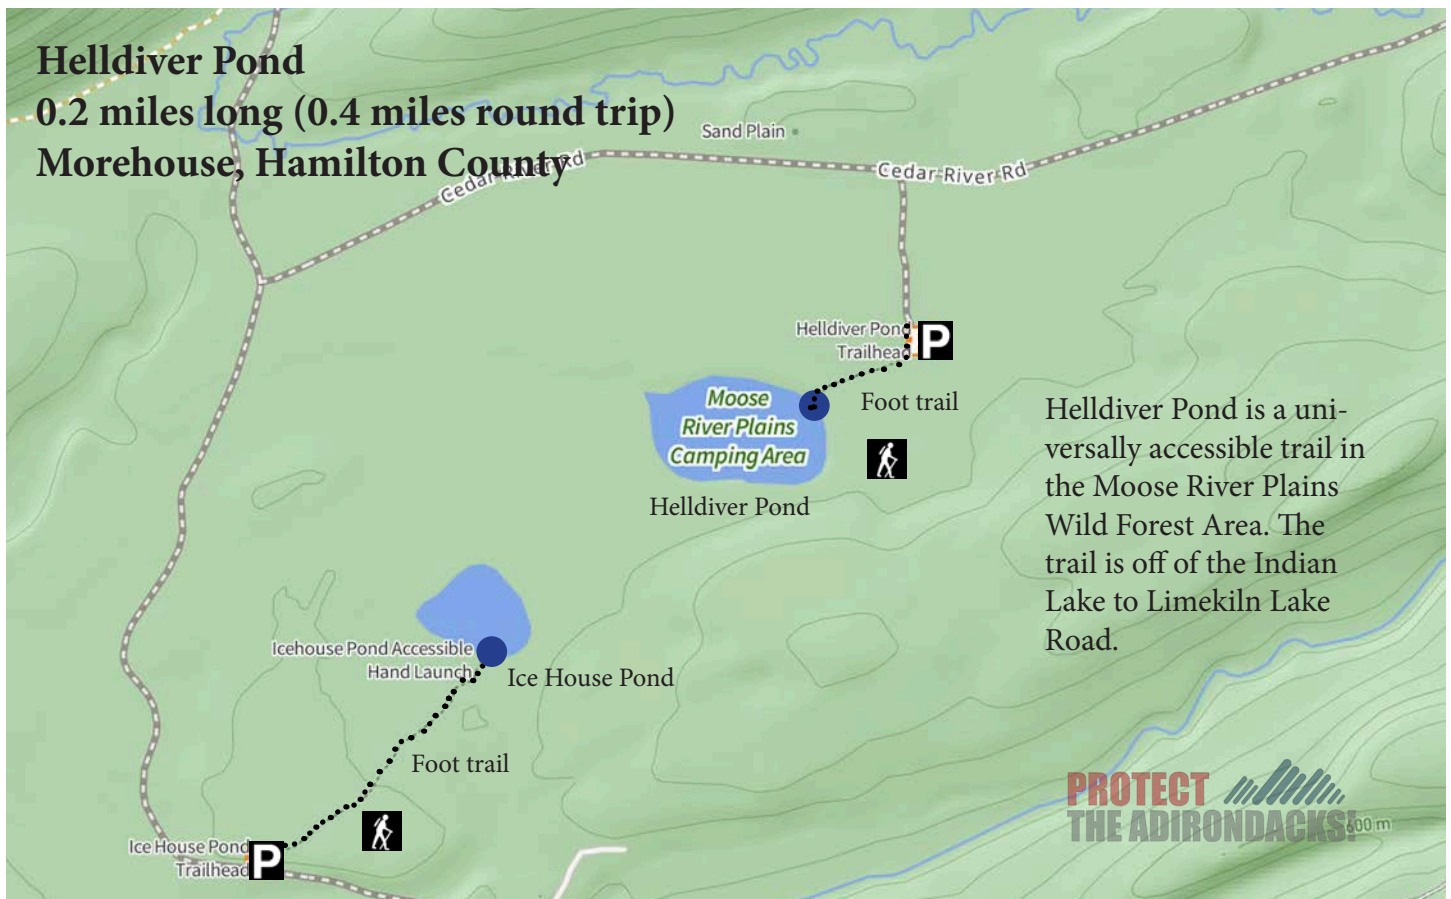 Helldiver Pond
0.2 miles long (0.4 miles round trip)
Morehouse, Hamilton County
Sand Plain
Cedar River Rd
Cedar River Rd
Helldiver Pond
Trailhead
P
Foot trail
Moose
River Plains
Camping Area
Helldiver Pond
Helldiver Pond is a uni-
versally accessible trail in
the Moose River Plains
Wild Forest Area. The
trail is off of the Indian
Lake to Limekiln Lake
Road.
Icehouse Pond Accessible
Hand Launch
Ice House Pond
Foot trail
Ice House Pond
Trailhead
P
PROTECT
THE ADIRONDACKS!
600 m